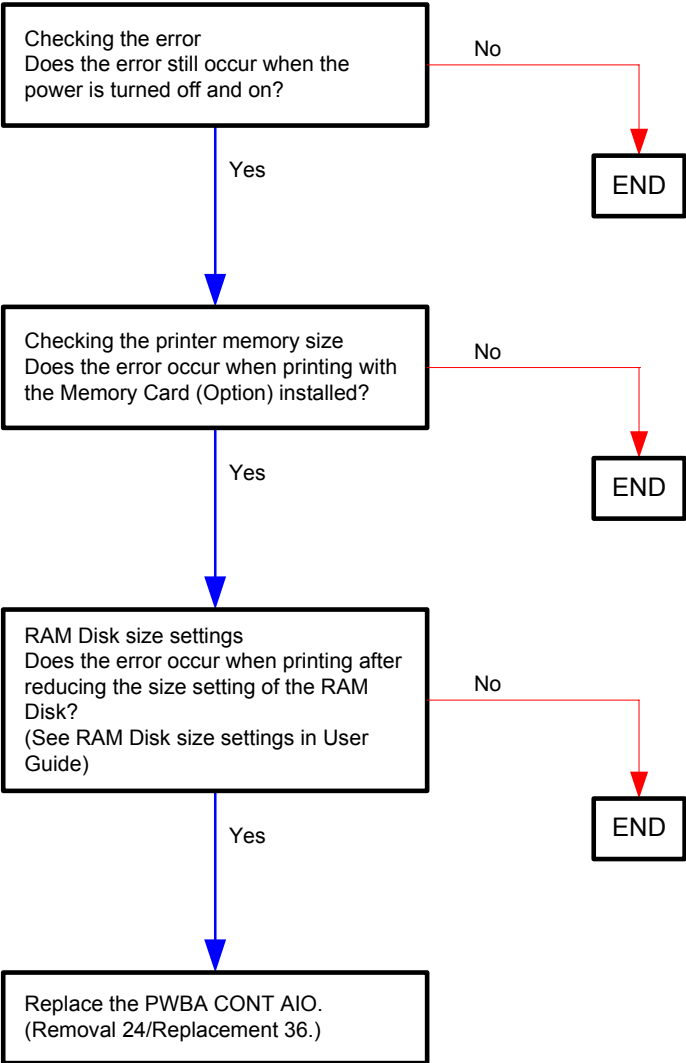 Checking the error
Does the error still occur when the
power is turned off and on?
No
END
Yes
Checking the printer memory size
Does the error occur when printing with
the Memory Card (Option) installed?
No
END
Yes
RAM Disk size settings
Does the error occur when printing after
reducing the size setting of the RAM
Disk?
(See RAM Disk size settings in User
Guide)
No
END
Yes
Replace the PWBA CONT AIO.
(Removal 24/Replacement 36.)